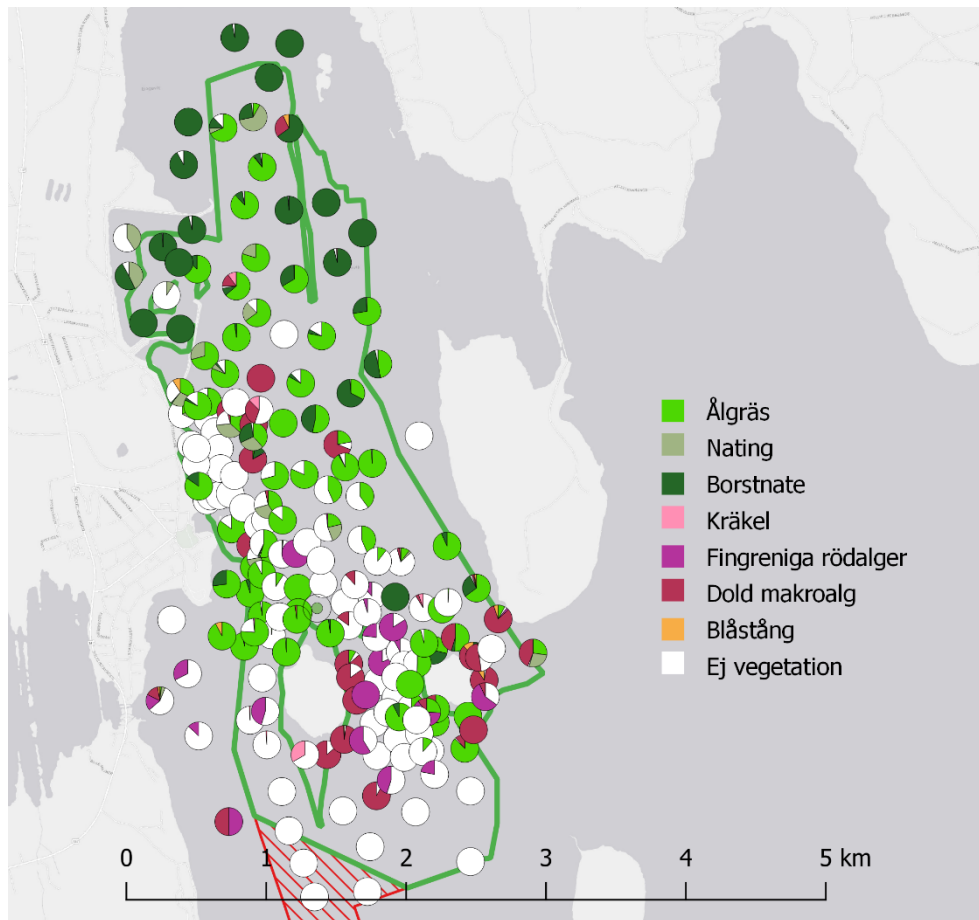 Ålgräs
Nating
Borstnate
Kräkel
Fingreniga rödalger
Dold makroalg
Blåstång
Ej vegetation
0 1 2 3 4 5 km